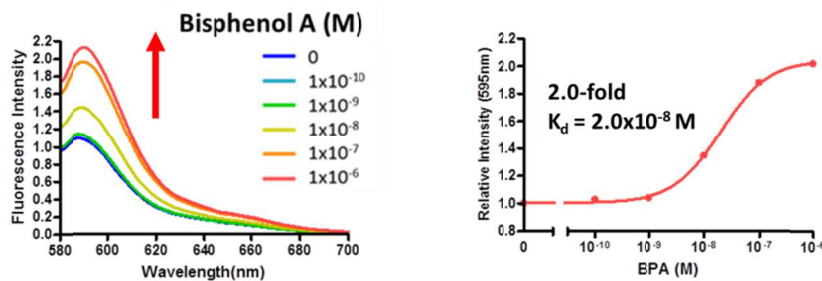 Bisphenol A (M)
Fluorescence Intensity
2.2
2.0
1.8
1.6
1.4
1.2
1.0
0.8
0.6
0.4
0.2
0.0
0
1x10⁻¹⁰
1x10⁻⁹
1x10⁻⁸
1x10⁻⁷
1x10⁻⁶
580 600 620 640 660 680 700
Wavelength(nm)
Relative Intensity (595nm)
2.2
2.0
1.8
1.6
1.4
1.2
1.0
0.8
2.0-fold
K_d = 2.0x10⁻⁸ M
0 10⁻¹⁰ 10⁻⁹ 10⁻⁸ 10⁻⁷ 10⁻⁶
BPA (M)